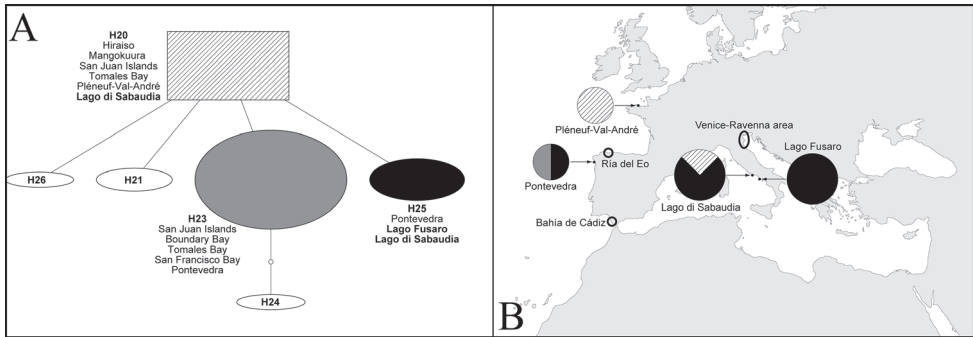 A
H20
Hiraiso
Mangokuura
San Juan Islands
Tomales Bay
Pléneuf-Val-André
Lago di Sabaudia
H26
H21
H23
San Juan Islands
Boundary Bay
Tomales Bay
San Francisco Bay
Pontevedra
H25
Pontevedra
Lago Fusaro
Lago di Sabaudia
H24
B
Pléneuf-Val-André
Venice-Ravenna area
Lago Fusaro
Ría del Eo
Pontevedra
Lago di Sabaudia
Bahía de Cádiz